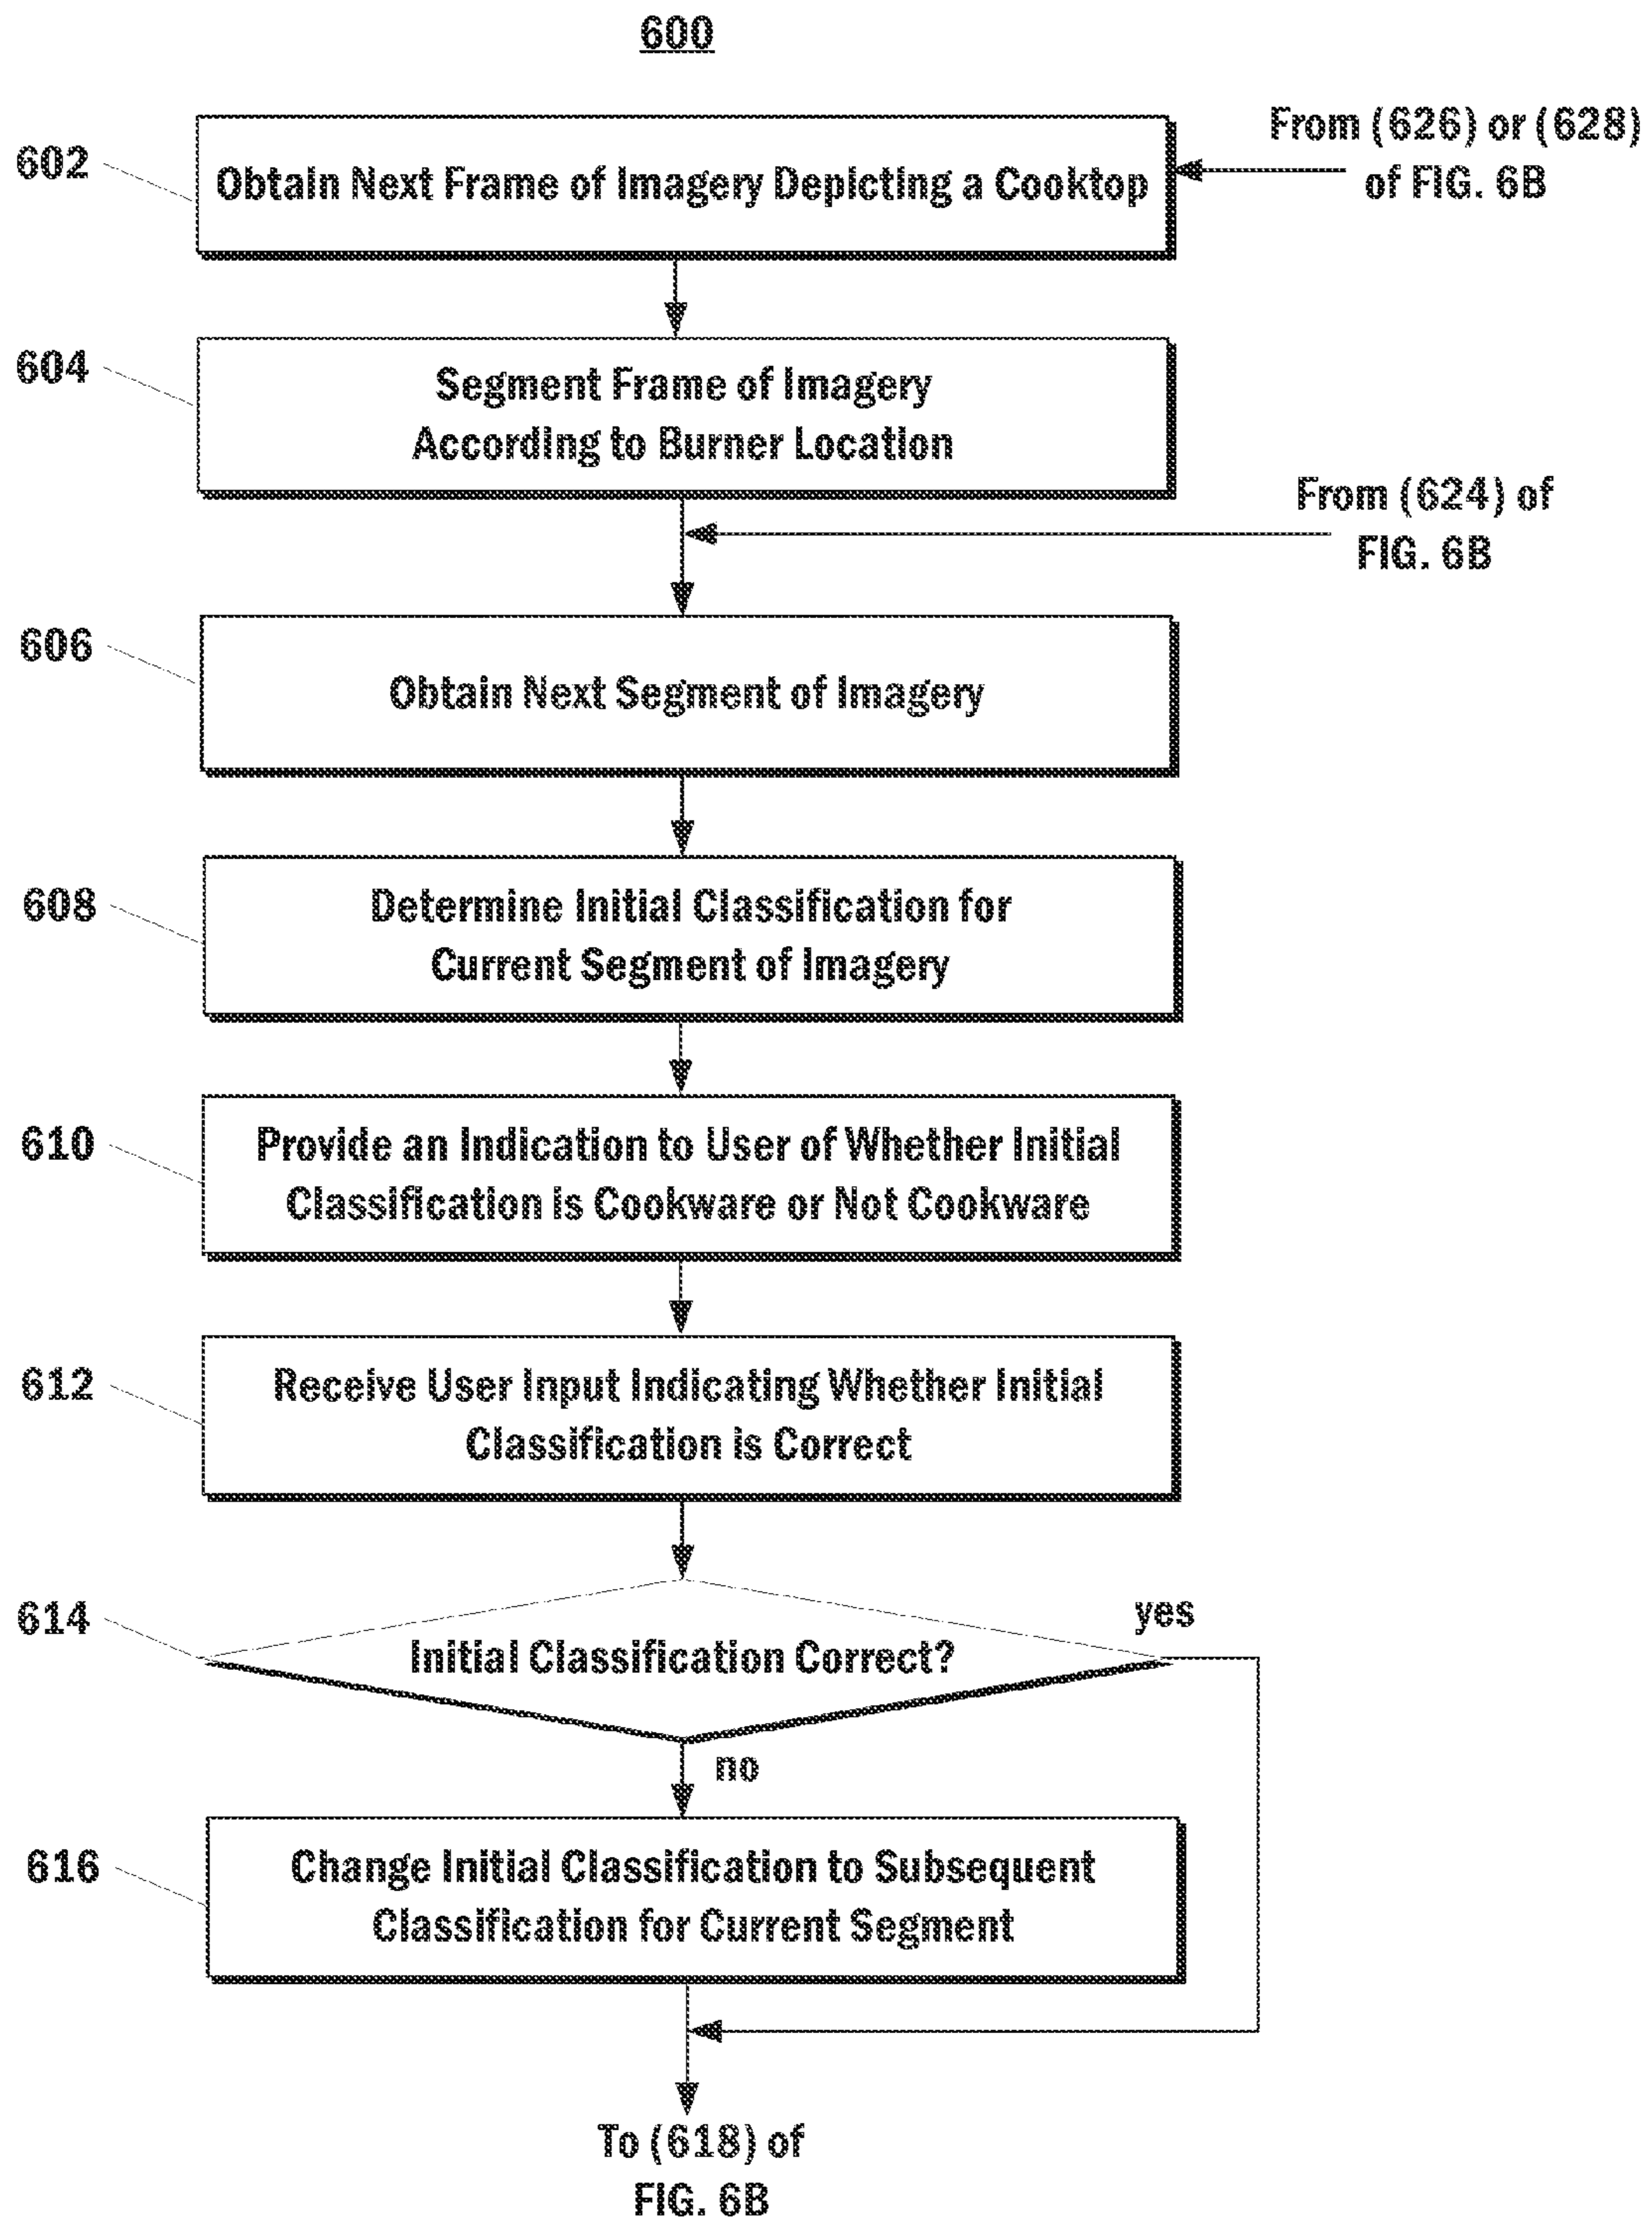 600
602
Obtain Next Frame of Imagery Depicting a Cooktop
From (626) or (628)
of FIG. 6B
604
Segment Frame of Imagery
According to Burner Location
From (624) of
FIG. 6B
606
Obtain Next Segment of Imagery
608
Determine Initial Classification for
Current Segment of Imagery
610
Provide an Indication to User of Whether Initial
Classification is Cookware or Not Cookware
612
Receive User Input Indicating Whether Initial
Classification is Correct
614
Initial Classification Correct?
yes
no
616
Change Initial Classification to Subsequent
Classification for Current Segment
To (618) of
FIG. 6B